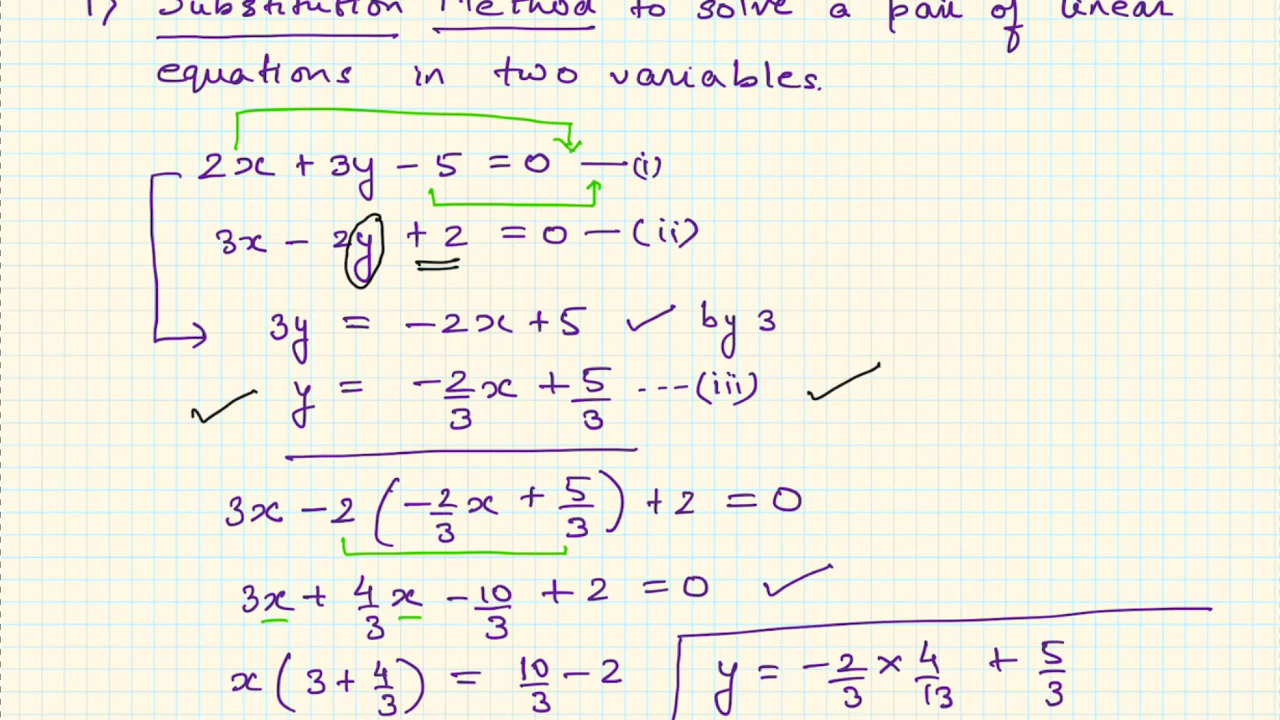 1) Substitution Method to solve a pair of linear
equations in two variables.
2x + 3y - 5 = 0 —(i)
3x - 2y + 2 = 0 —(ii)
3y = -2x + 5 ✓ by 3
✓ y = -2/3 x + 5/3 ---(iii) ✓
3x - 2(-2/3 x + 5/3) + 2 = 0
3x + 4/3 x - 10/3 + 2 = 0 ✓
x(3 + 4/3) = 10/3 - 2
y = -2/3 × 4/13 + 5/3